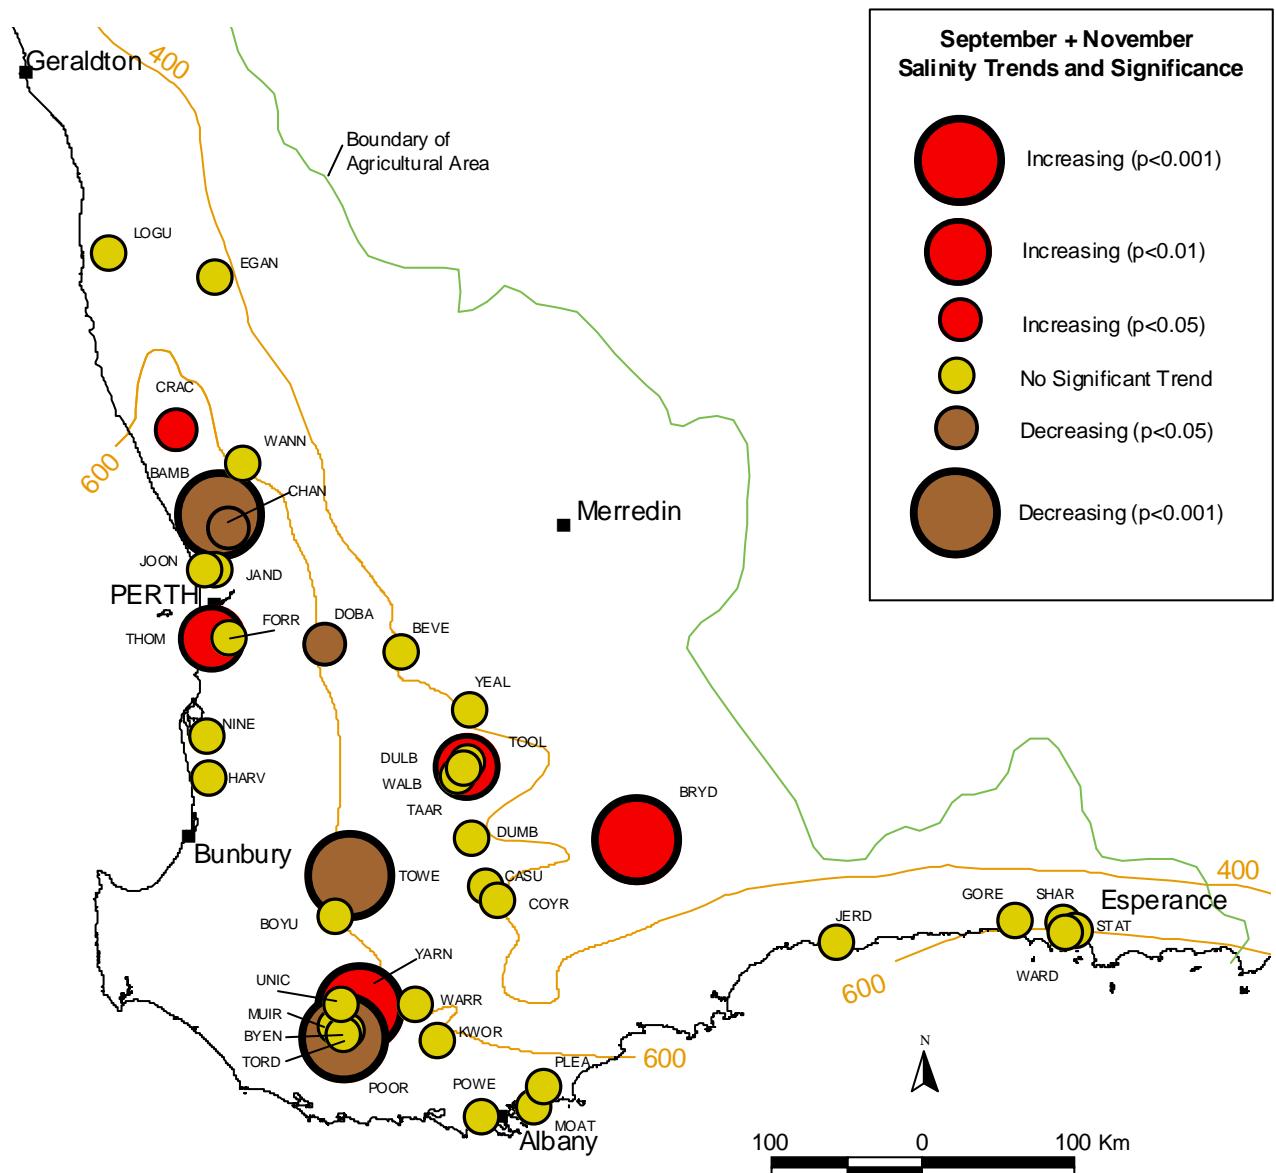 Geraldton
400
Boundary of
Agricultural Area
September + November
Salinity Trends and Significance
Increasing (p<0.001)
Increasing (p<0.01)
Increasing (p<0.05)
No Significant Trend
Decreasing (p<0.05)
Decreasing (p<0.001)
LOGU
EGAN
CRAC
600
WANN
BAMB
CHAN
Merredin
JOON
JAND
PERTH
THOM
FORR
DOBA
BEVE
YEAL
NINE
HARV
TOOL
DULB
WALB
TAAR
BRYD
DUMB
Bunbury
TOWE
CASU
COYR
BOYU
400
GORE
SHAR
Esperance
JERD
STAT
WARD
600
YARN
UNIC
WARR
MUIR
BYEN
KWOR
TORD
600
POOR
POWE
PLEA
MOAT
Albany
N
100
0
100 Km